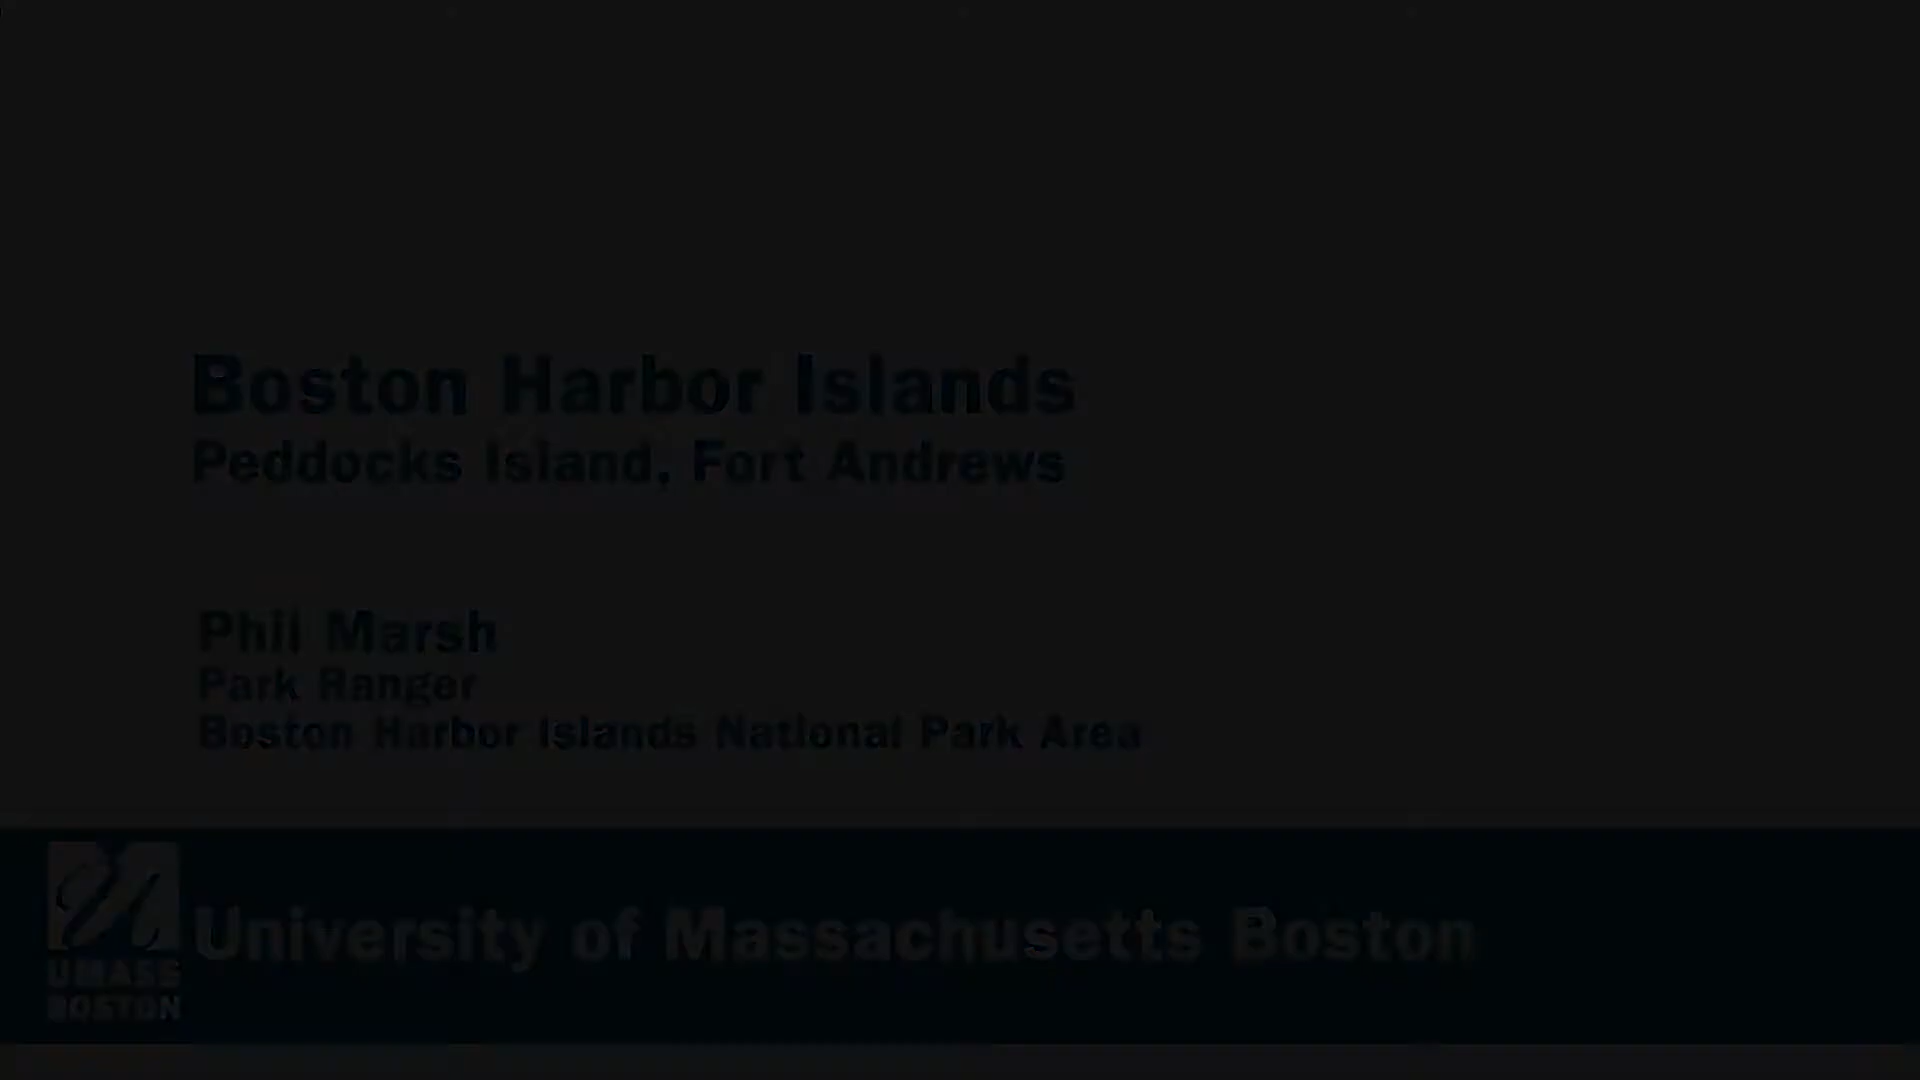 Boston Harbor Islands
Peddocks Island, Fort Andrews
Phil Marsh
Park Ranger
Boston Harbor Islands National Park Area
University of Massachusetts Boston
UMASS
BOSTON